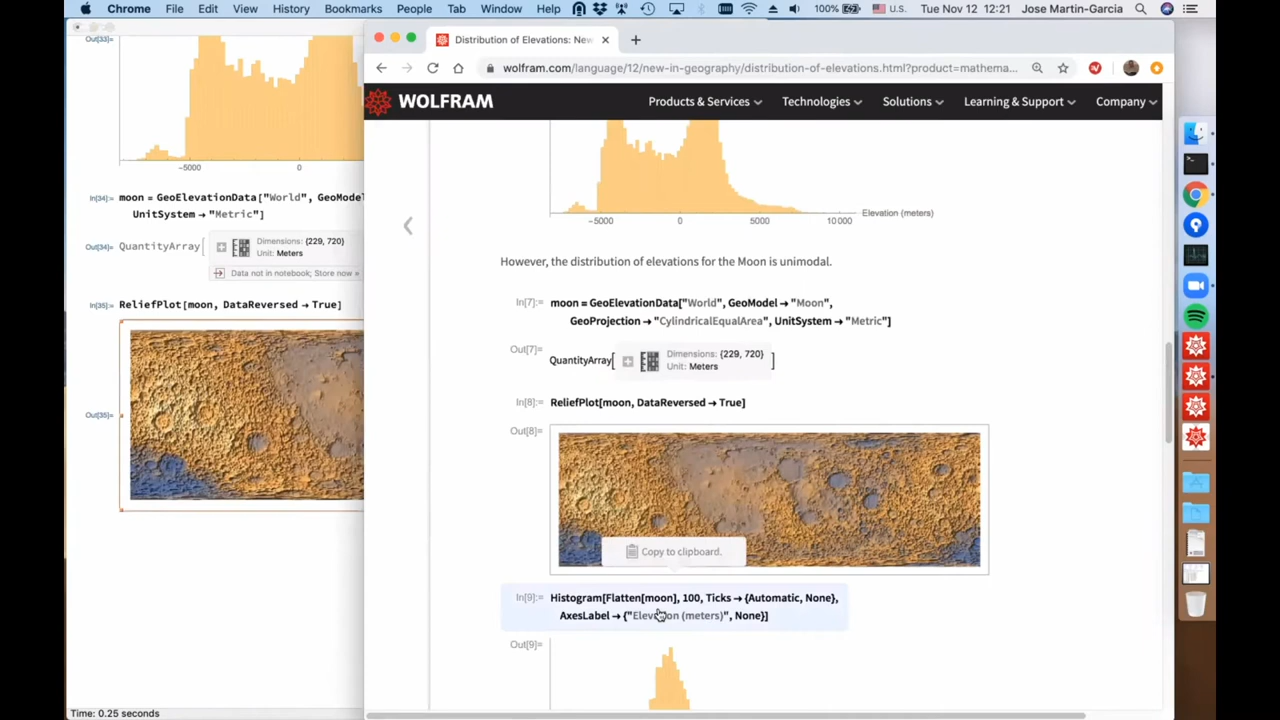 Chrome File Edit View History Bookmarks People Tab Window Help 100% U.S. Tue Nov 12 12:21 Jose Martin-Garcia
Out[33]=
-5000 0
In[34]:= moon = GeoElevationData["World", GeoModel
UnitSystem → "Metric"]
Out[34]= QuantityArray[ Dimensions: {229, 720}
Unit: Meters
Data not in notebook; Store now »
In[35]:= ReliefPlot[moon, DataReversed → True]
Out[35]=
Time: 0.25 seconds
Distribution of Elevations: New
wolfram.com/language/12/new-in-geography/distribution-of-elevations.html?product=mathema...
WOLFRAM Products & Services Technologies Solutions Learning & Support Company
-5000 0 5000 10000 Elevation (meters)
However, the distribution of elevations for the Moon is unimodal.
In[7]:= moon = GeoElevationData["World", GeoModel → "Moon",
GeoProjection → "CylindricalEqualArea", UnitSystem → "Metric"]
Out[7]= QuantityArray[ Dimensions: {229, 720}
Unit: Meters ]
In[8]:= ReliefPlot[moon, DataReversed → True]
Out[8]=
Copy to clipboard.
In[9]:= Histogram[Flatten[moon], 100, Ticks → {Automatic, None},
AxesLabel → {"Elevation (meters)", None}]
Out[9]=